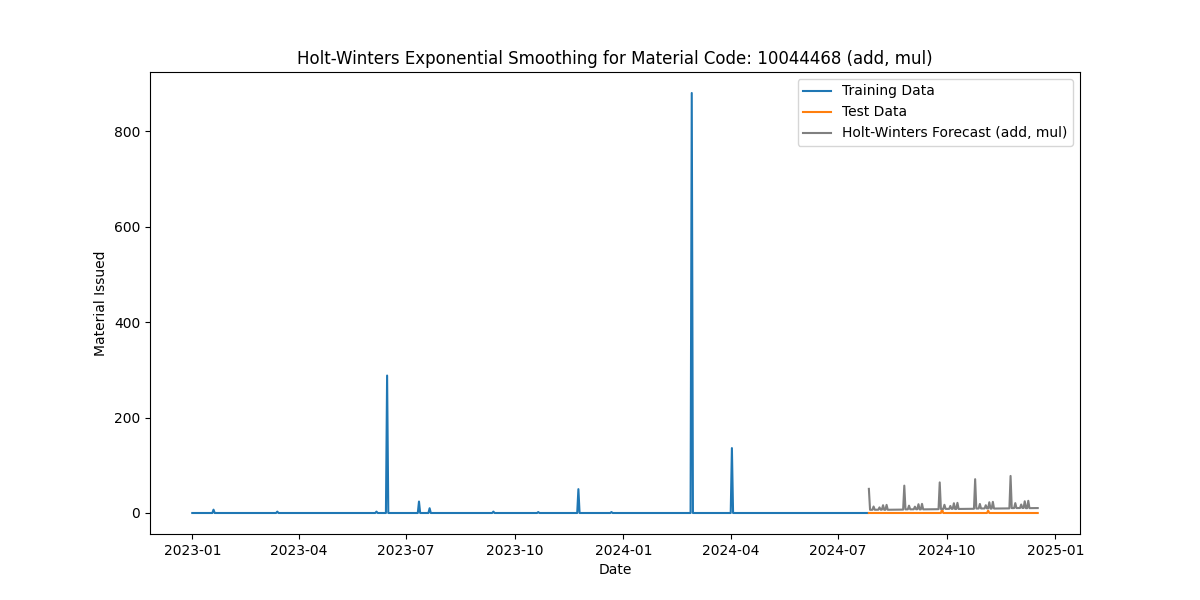 Holt-Winters Exponential Smoothing for Material Code: 10044468 (add, mul)
Training Data
Test Data
Holt-Winters Forecast (add, mul)
Material Issued
800
600
400
200
0
2023-01 2023-04 2023-07 2023-10 2024-01 2024-04 2024-07 2024-10 2025-01
Date